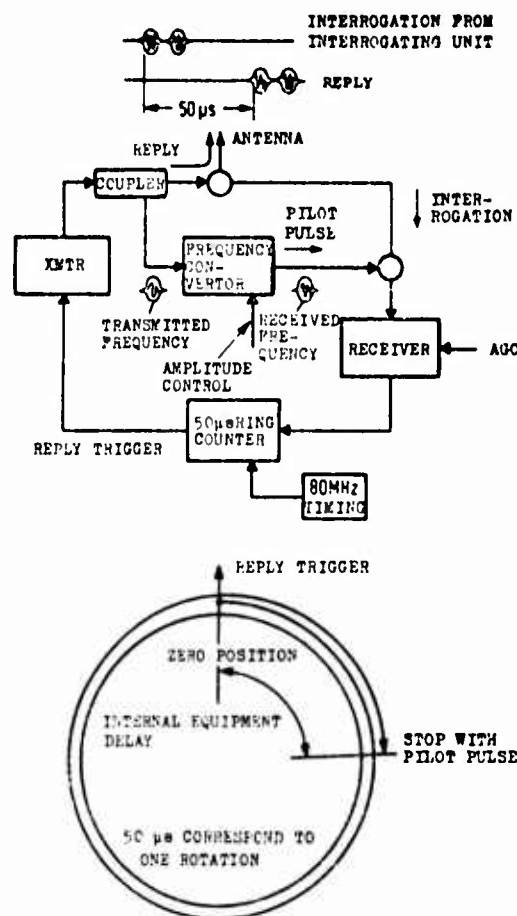 INTERROGATION FROM
INTERROGATING UNIT
REPLY
50µs
REPLY
ANTENNA
COUPLER
INTER-
ROGATION
PILOT
PULSE
XMTR
FREQUENCY
CON-
VERTOR
TRANSMITTED
FREQUENCY
RECEIVED
FRE-
QUENCY
AMPLITUDE
CONTROL
RECEIVER
AGC
50µs RING
COUNTER
REPLY TRIGGER
80MHz
TIMING
REPLY TRIGGER
ZERO POSITION
INTERNAL EQUIPMENT
DELAY
STOP WITH
PILOT PULSE
50 µs CORRESPOND TO
ONE ROTATION